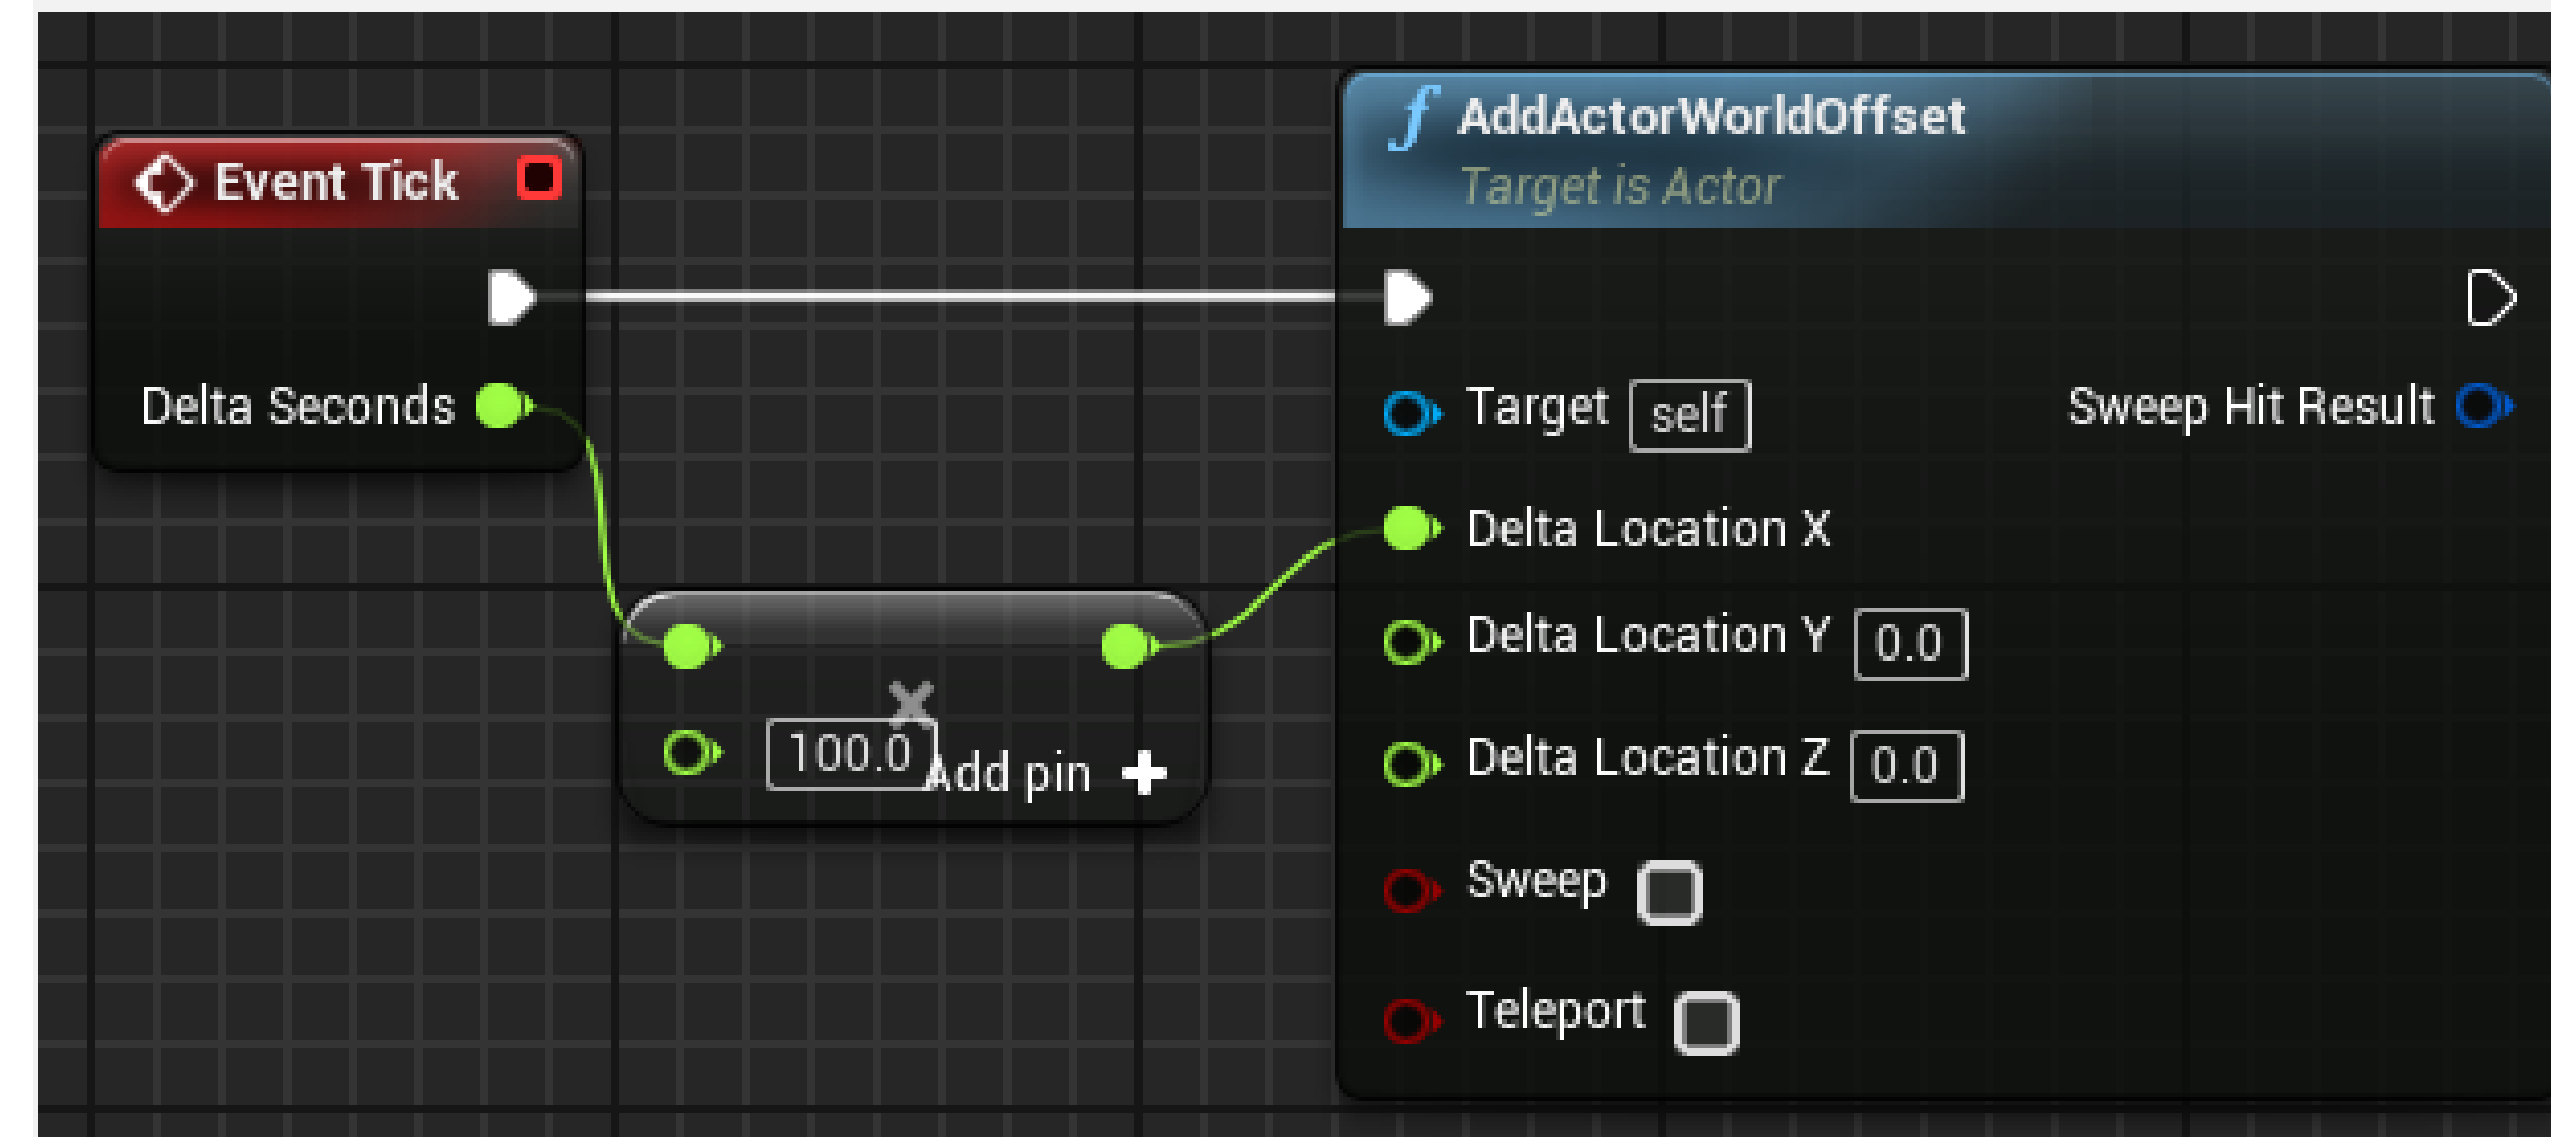 Event Tick
Delta Seconds
100.0
Add pin
f AddActorWorldOffset
Target is Actor
Target self
Sweep Hit Result
Delta Location X
Delta Location Y 0.0
Delta Location Z 0.0
Sweep
Teleport